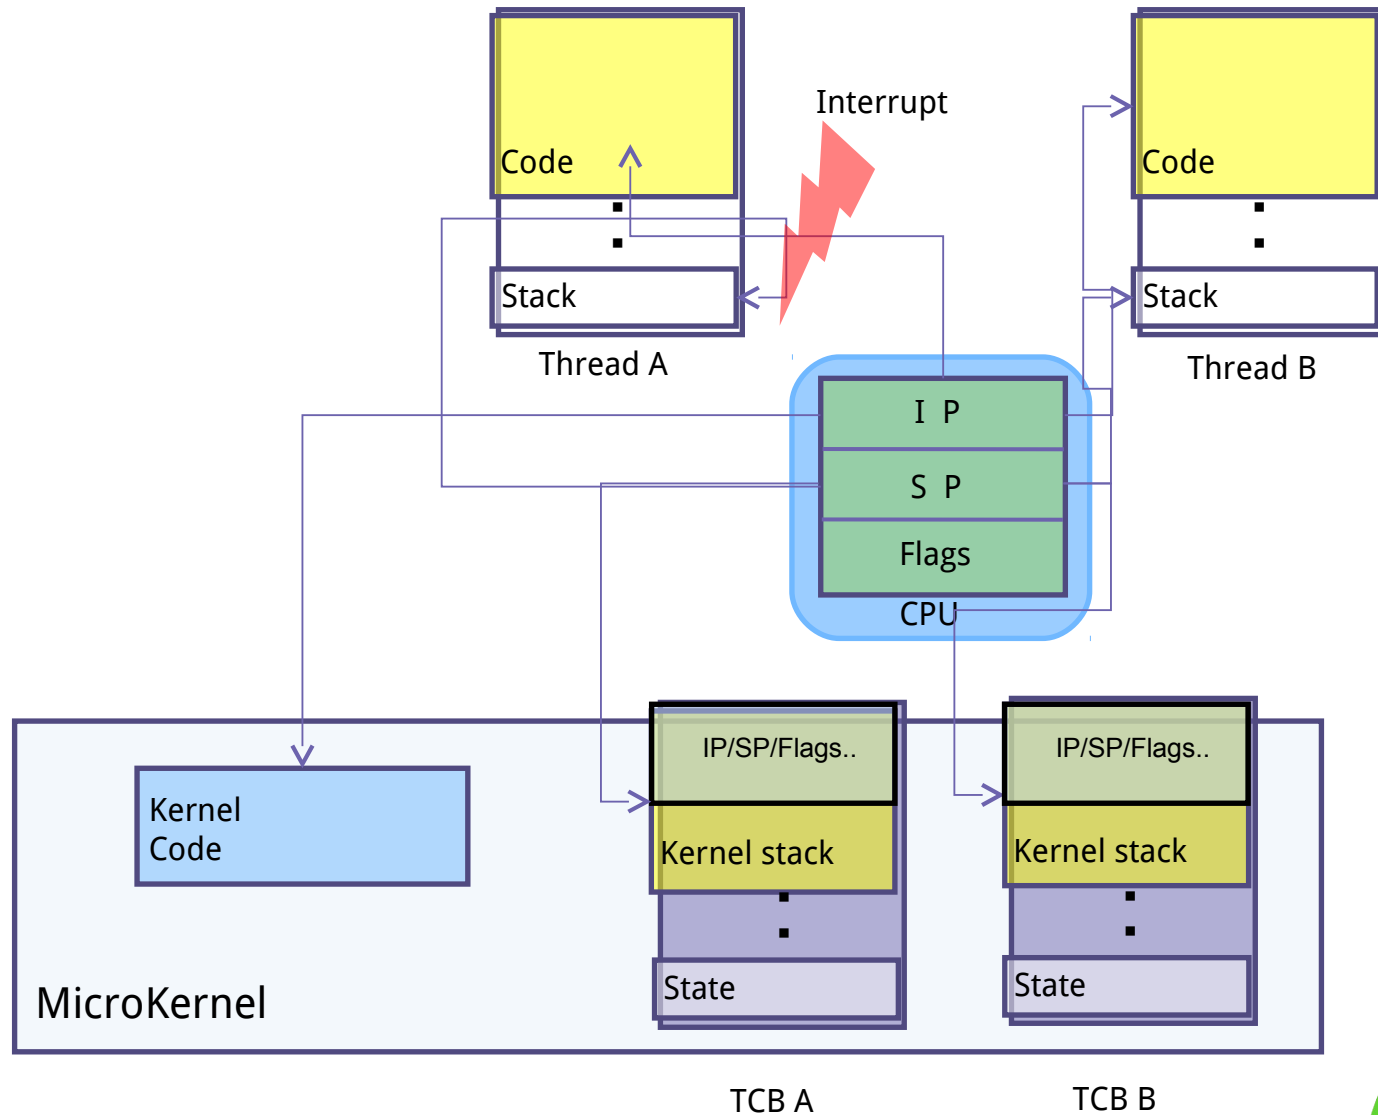 Interrupt
Code
Code
Stack
Stack
Thread A
Thread B
I P
S P
Flags
CPU
IP/SP/Flags..
IP/SP/Flags..
Kernel
Code
Kernel stack
Kernel stack
State
State
MicroKernel
TCB A
TCB B